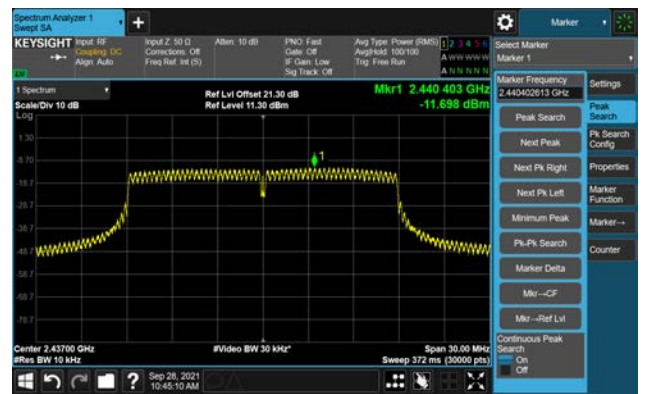 Spectrum Analyzer 1
Swept SA
Marker
KEYSIGHT
Input: RF
Coupling: DC
Align: Auto
Input Z: 50 Ω
Corrections: Off
Freq Ref: Int (S)
Atten: 10 dB
PNO: Fast
Gate: Off
IF Gain: Low
Sig Track: Off
Avg Type: Power (RMS)
Avg|Hold: 100/100
Trig: Free Run
1 2 3 4 5 6
A W W W W W
A N N N N N
Select Marker
Marker 1
LV
1 Spectrum
Scale/Div 10 dB
Log
Ref Lvl Offset 21.30 dB
Ref Level 11.30 dBm
Mkr1 2.440 403 GHz
-11.698 dBm
1.30
-8.70
-18.7
-28.7
-38.7
-48.7
-58.7
-68.7
-78.7
1
Center 2.43700 GHz
#Res BW 10 kHz
#Video BW 30 kHz*
Span 30.00 MHz
Sweep 372 ms (30000 pts)
Marker Frequency
2.440402613 GHz
Peak Search
Next Peak
Next Pk Right
Next Pk Left
Minimum Peak
Pk-Pk Search
Marker Delta
Mkr→CF
Mkr→Ref Lvl
Continuous Peak
Search
On
Off
Settings
Peak
Search
Pk Search
Config
Properties
Marker
Function
Marker→
Counter
?
Sep 28, 2021
10:45:10 AM